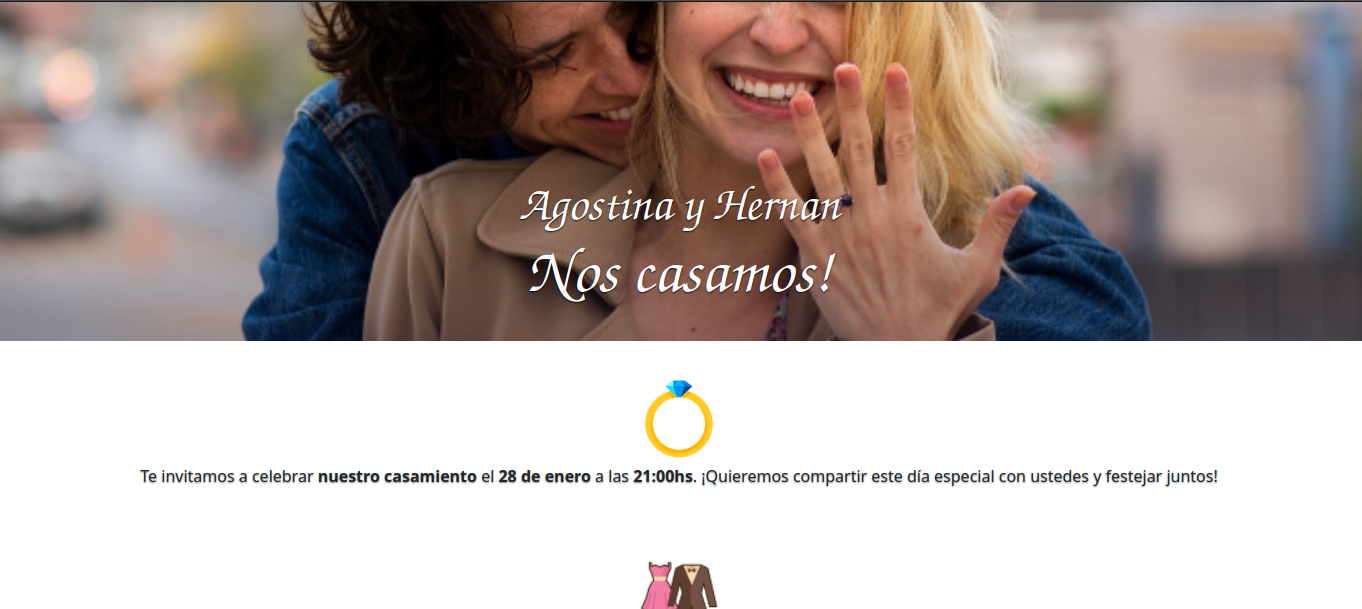 Agostina y Hernan
Nos casamos!
Te invitamos a celebrar nuestro casamiento el 28 de enero a las 21:00hs. ¡Quieremos compartir este día especial con ustedes y festejar juntos!